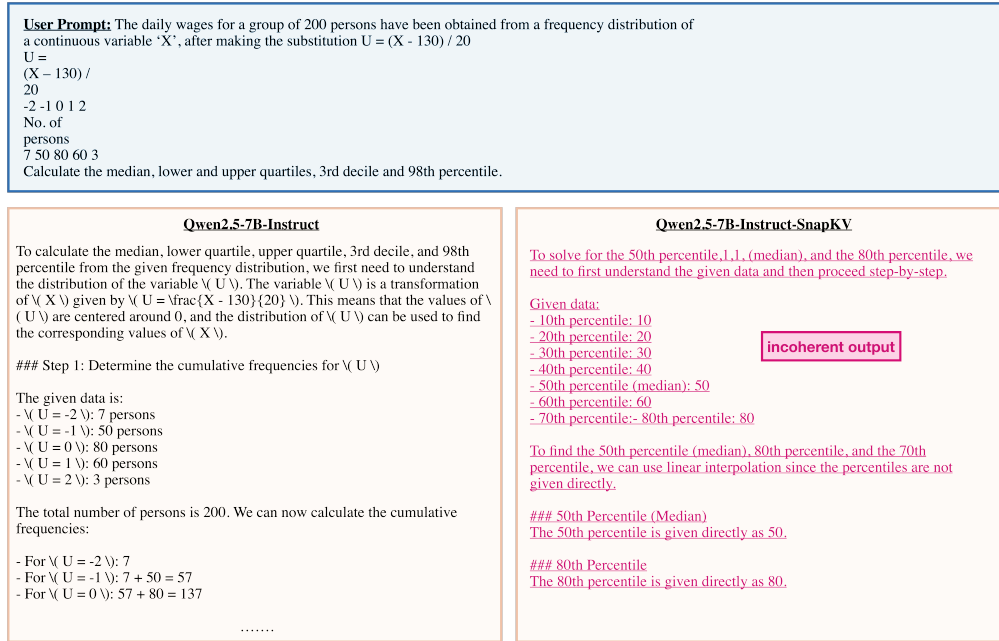 User Prompt: The daily wages for a group of 200 persons have been obtained from a frequency distribution of
a continuous variable ‘X’, after making the substitution U = (X - 130) / 20
U =
(X – 130) /
20
-2 -1 0 1 2
No. of
persons
7 50 80 60 3
Calculate the median, lower and upper quartiles, 3rd decile and 98th percentile.
Qwen2.5-7B-Instruct
To calculate the median, lower quartile, upper quartile, 3rd decile, and 98th
percentile from the given frequency distribution, we first need to understand
the distribution of the variable \( U \). The variable \( U \) is a transformation
of \( X \) given by \( U = \frac{X - 130}{20} \). This means that the values of \
( U \) are centered around 0, and the distribution of \( U \) can be used to find
the corresponding values of \( X \).
### Step 1: Determine the cumulative frequencies for \( U \)
The given data is:
- \( U = -2 \): 7 persons
- \( U = -1 \): 50 persons
- \( U = 0 \): 80 persons
- \( U = 1 \): 60 persons
- \( U = 2 \): 3 persons
The total number of persons is 200. We can now calculate the cumulative
frequencies:
- For \( U = -2 \): 7
- For \( U = -1 \): 7 + 50 = 57
- For \( U = 0 \): 57 + 80 = 137
.......
Qwen2.5-7B-Instruct-SnapKV
To solve for the 50th percentile,1,1, (median), and the 80th percentile, we
need to first understand the given data and then proceed step-by-step.
Given data:
- 10th percentile: 10
- 20th percentile: 20
- 30th percentile: 30
- 40th percentile: 40
- 50th percentile (median): 50
- 60th percentile: 60
- 70th percentile:- 80th percentile: 80
incoherent output
To find the 50th percentile (median), 80th percentile, and the 70th
percentile, we can use linear interpolation since the percentiles are not
given directly.
### 50th Percentile (Median)
The 50th percentile is given directly as 50.
### 80th Percentile
The 80th percentile is given directly as 80.